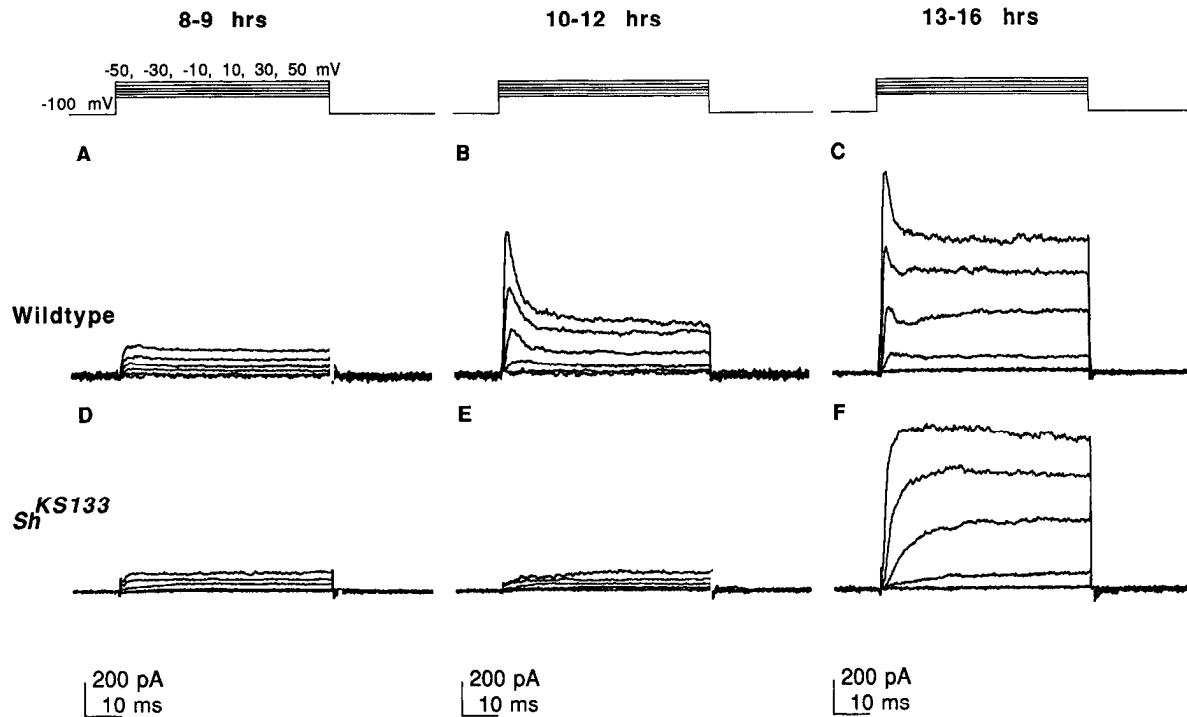 8-9 hrs
10-12 hrs
13-16 hrs
-50, -30, -10, 10, 30, 50 mV
-100 mV
A
B
C
Wildtype
D
E
F
Sh^KS133
200 pA
10 ms
200 pA
10 ms
200 pA
10 ms